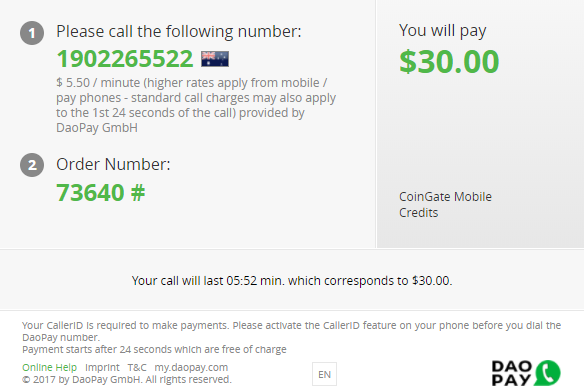 1 Please call the following number:
1902265522
$ 5.50 / minute (higher rates apply from mobile /
pay phones - standard call charges may also apply
to the 1st 24 seconds of the call) provided by
DaoPay GmbH
2 Order Number:
73640 #
You will pay
$30.00
CoinGate Mobile
Credits
Your call will last 05:52 min. which corresponds to $30.00.
Your CallerID is required to make payments. Please activate the CallerID feature on your phone before you dial the
DaoPay number.
Payment starts after 24 seconds which are free of charge
Online Help Imprint T&C my.daopay.com
© 2017 by DaoPay GmbH. All rights reserved.
EN
DAO
PAY